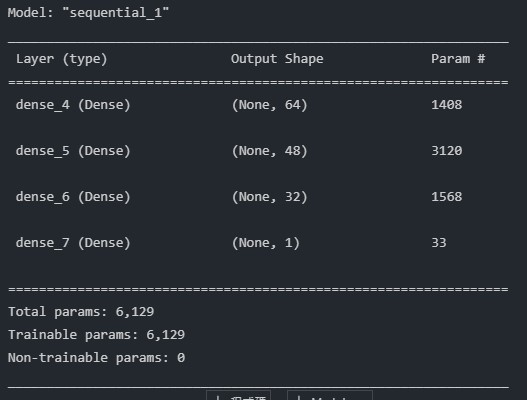 Model: "sequential_1"
_________________________________________________________________
Layer (type) Output Shape Param #
=================================================================
dense_4 (Dense) (None, 64) 1408
dense_5 (Dense) (None, 48) 3120
dense_6 (Dense) (None, 32) 1568
dense_7 (Dense) (None, 1) 33
=================================================================
Total params: 6,129
Trainable params: 6,129
Non-trainable params: 0
_________________________________________________________________